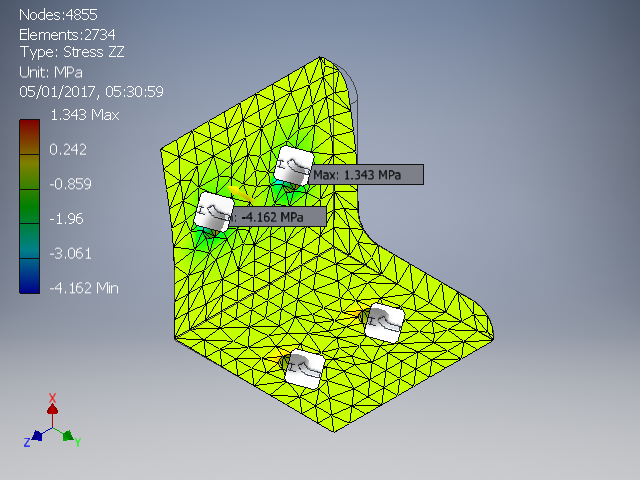 Nodes:4855
Elements:2734
Type: Stress ZZ
Unit: MPa
05/01/2017, 05:30:59
1.343 Max
0.242
-0.859
-1.96
-3.061
-4.162 Min
Max: 1.343 MPa
: -4.162 MPa
X
Z
Y